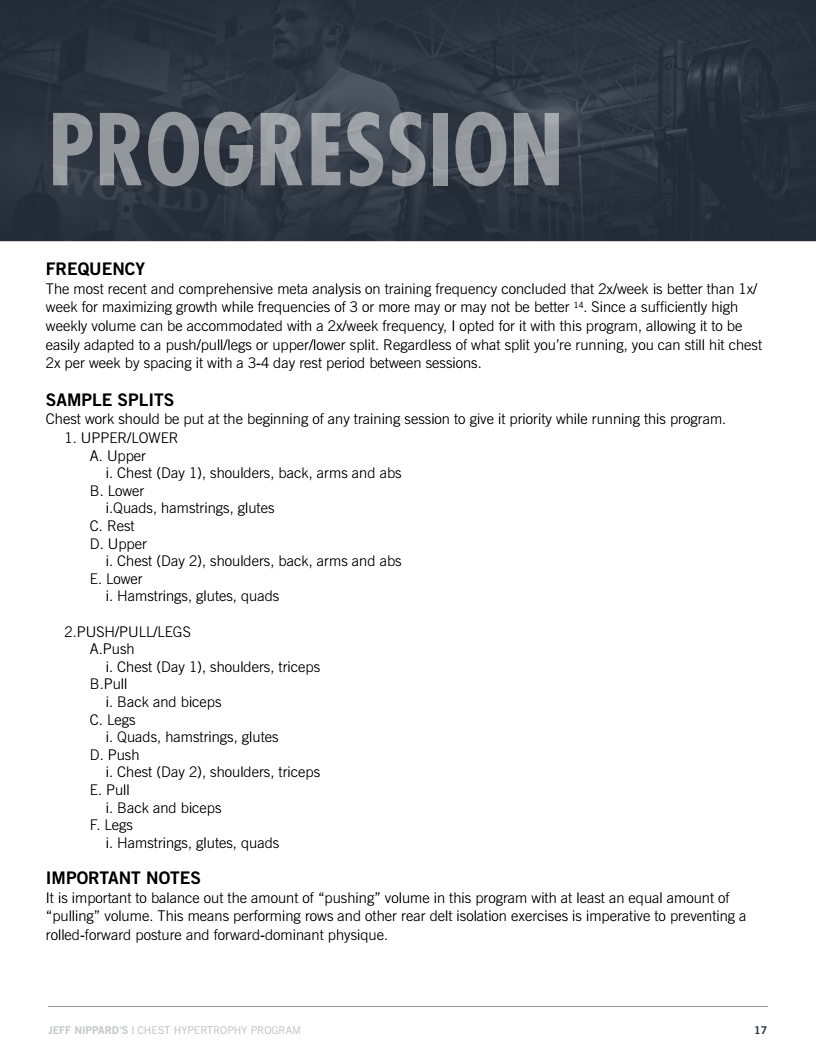 WORLD
PROGRESSION
FREQUENCY
The most recent and comprehensive meta analysis on training frequency concluded that 2x/week is better than 1x/
week for maximizing growth while frequencies of 3 or more may or may not be better ¹⁴. Since a sufficiently high
weekly volume can be accommodated with a 2x/week frequency, I opted for it with this program, allowing it to be
easily adapted to a push/pull/legs or upper/lower split. Regardless of what split you're running, you can still hit chest
2x per week by spacing it with a 3-4 day rest period between sessions.
SAMPLE SPLITS
Chest work should be put at the beginning of any training session to give it priority while running this program.
1. UPPER/LOWER
A. Upper
i. Chest (Day 1), shoulders, back, arms and abs
B. Lower
i.Quads, hamstrings, glutes
C. Rest
D. Upper
i. Chest (Day 2), shoulders, back, arms and abs
E. Lower
i. Hamstrings, glutes, quads
2.PUSH/PULL/LEGS
A.Push
i. Chest (Day 1), shoulders, triceps
B.Pull
i. Back and biceps
C. Legs
i. Quads, hamstrings, glutes
D. Push
i. Chest (Day 2), shoulders, triceps
E. Pull
i. Back and biceps
F. Legs
i. Hamstrings, glutes, quads
IMPORTANT NOTES
It is important to balance out the amount of “pushing” volume in this program with at least an equal amount of
“pulling” volume. This means performing rows and other rear delt isolation exercises is imperative to preventing a
rolled-forward posture and forward-dominant physique.
JEFF NIPPARD'S | CHEST HYPERTROPHY PROGRAM
17